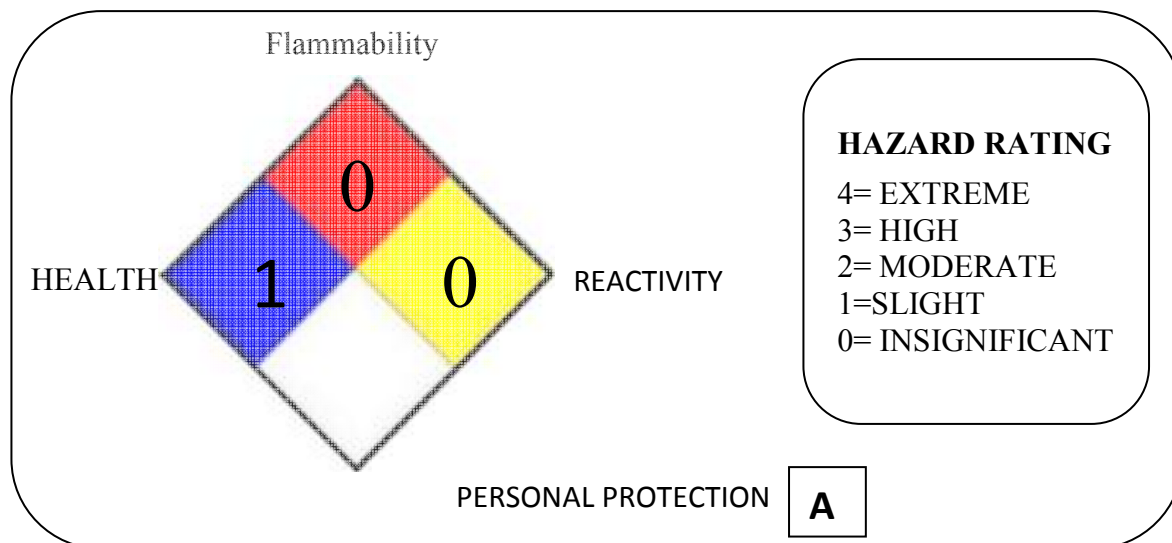 Flammability
0
HEALTH 1 0 REACTIVITY
HAZARD RATING
4= EXTREME
3= HIGH
2= MODERATE
1=SLIGHT
0= INSIGNIFICANT
PERSONAL PROTECTION A